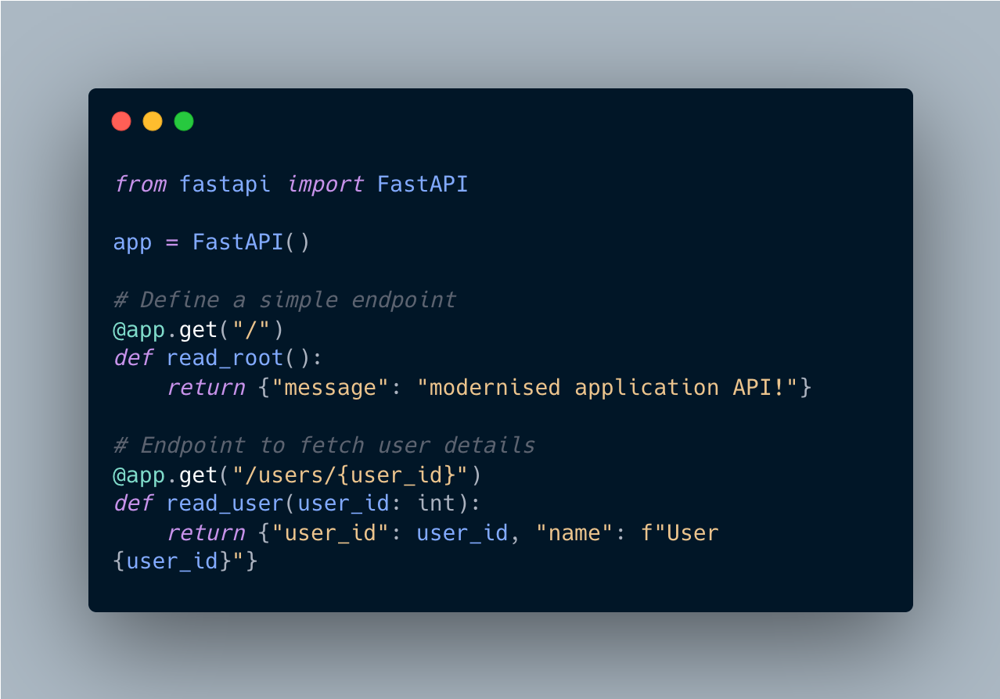 from fastapi import FastAPI
app = FastAPI()
# Define a simple endpoint
@app.get("/")
def read_root():
    return {"message": "modernised application API!"}
# Endpoint to fetch user details
@app.get("/users/{user_id}")
def read_user(user_id: int):
    return {"user_id": user_id, "name": f"User
{user_id}"}